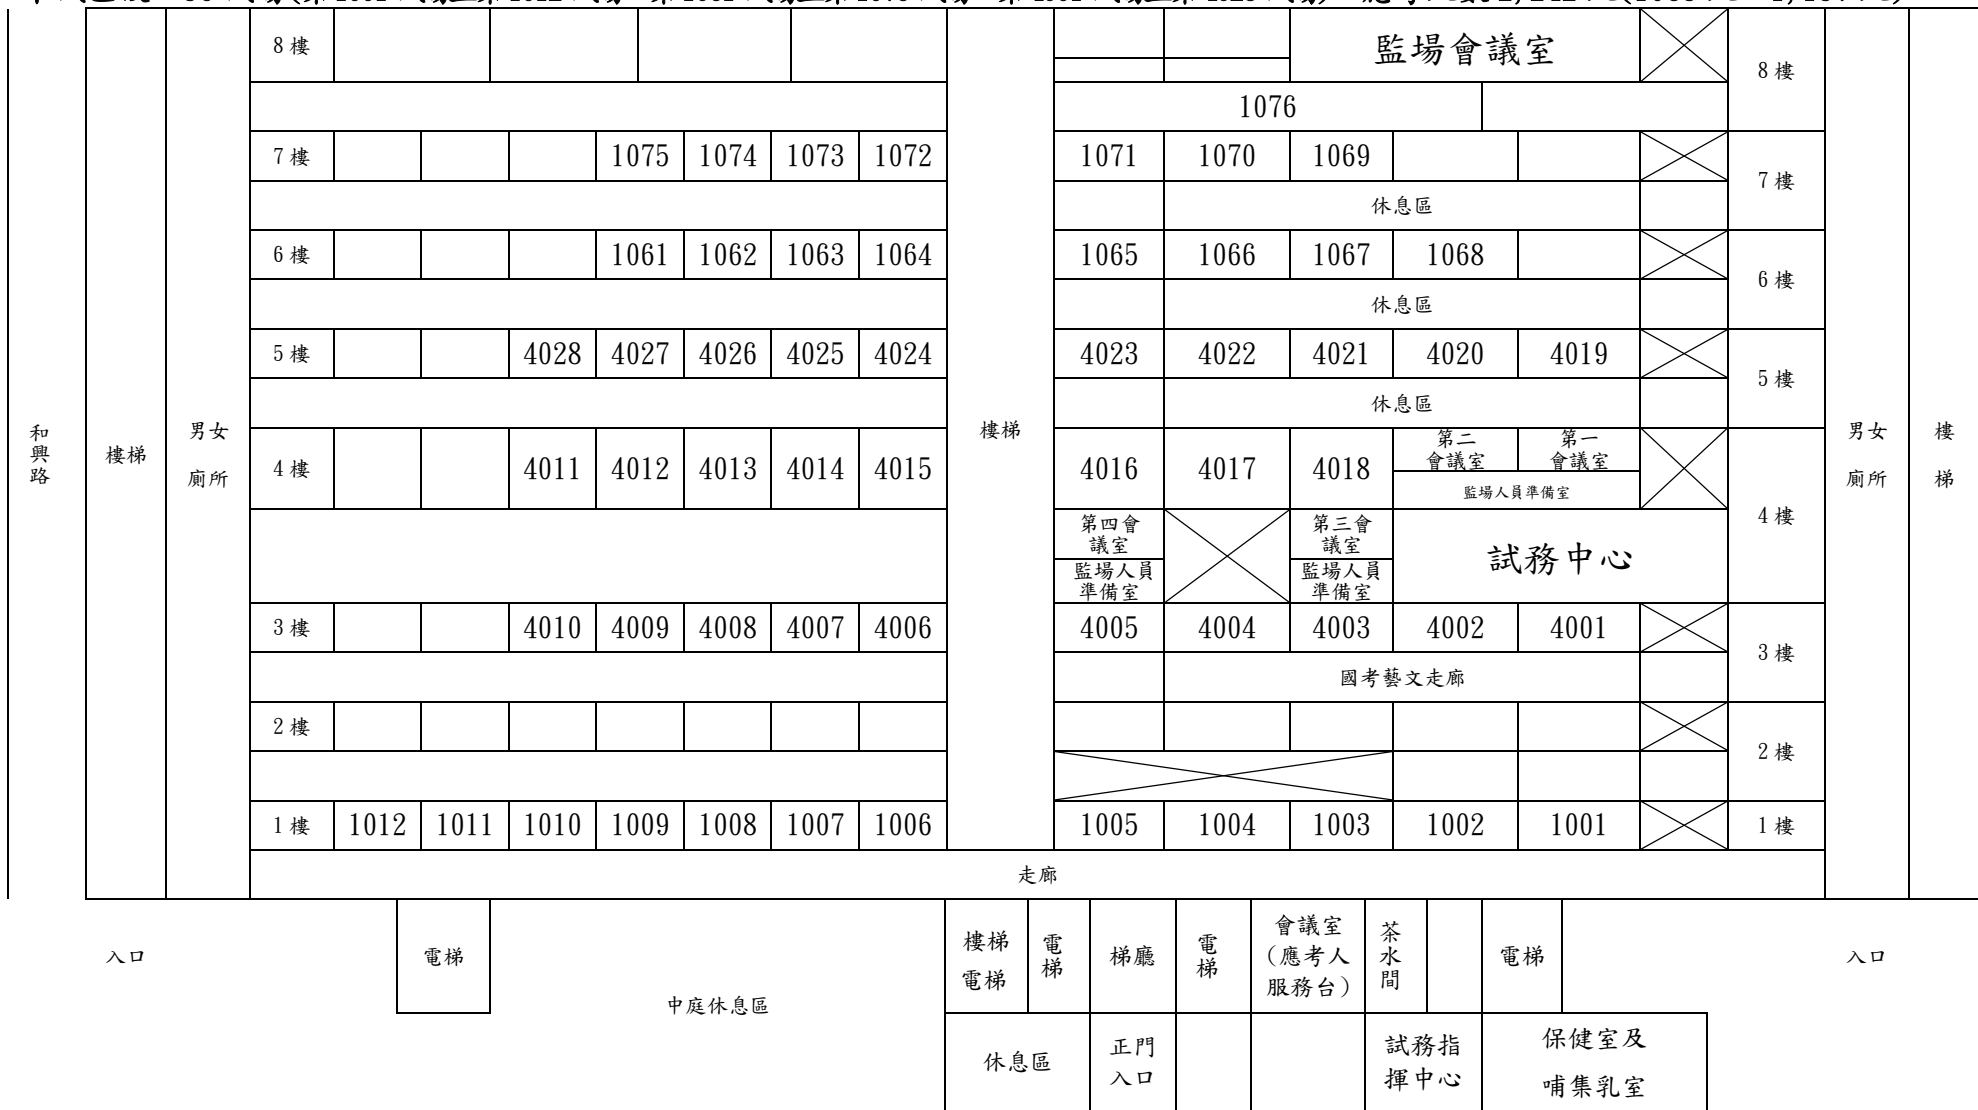 8樓 監場會議室 8樓
1076
7樓 1075 1074 1073 1072 1071 1070 1069 7樓
休息區
6樓 1061 1062 1063 1064 1065 1066 1067 1068 6樓
休息區
5樓 4028 4027 4026 4025 4024 4023 4022 4021 4020 4019 5樓
休息區
和興路 樓梯 男女廁所 樓梯 男女廁所 樓梯
4樓 4011 4012 4013 4014 4015 4016 4017 4018 第二會議室 第一會議室 4樓
監場人員準備室
第四會議室 第三會議室 試務中心
監場人員準備室 監場人員準備室
3樓 4010 4009 4008 4007 4006 4005 4004 4003 4002 4001 3樓
國考藝文走廊
2樓 2樓
1樓 1012 1011 1010 1009 1008 1007 1006 1005 1004 1003 1002 1001 1樓
走廊
入口 電梯 中庭休息區 樓梯電梯 電梯 梯廳 電梯 會議室(應考人服務台) 茶水間 電梯 入口
休息區 正門入口 試務指揮中心 保健室及哺集乳室